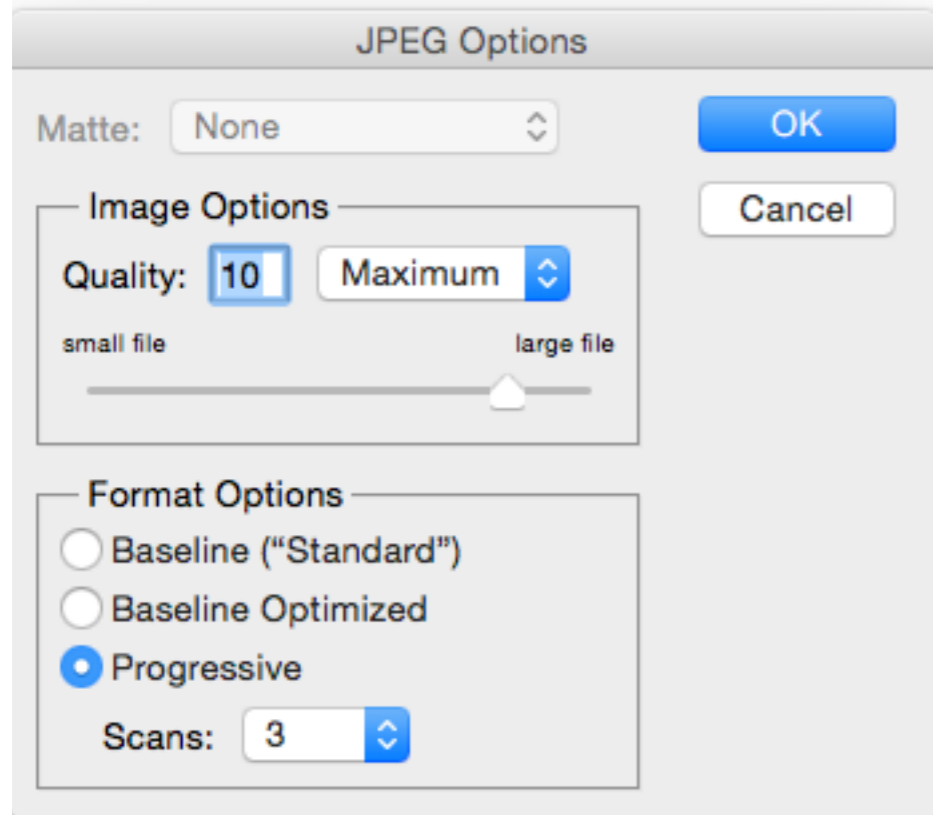 JPEG Options
Matte: None
OK
Cancel
Image Options
Quality: 10 Maximum
small file large file
Format Options
Baseline (“Standard”)
Baseline Optimized
Progressive
Scans: 3